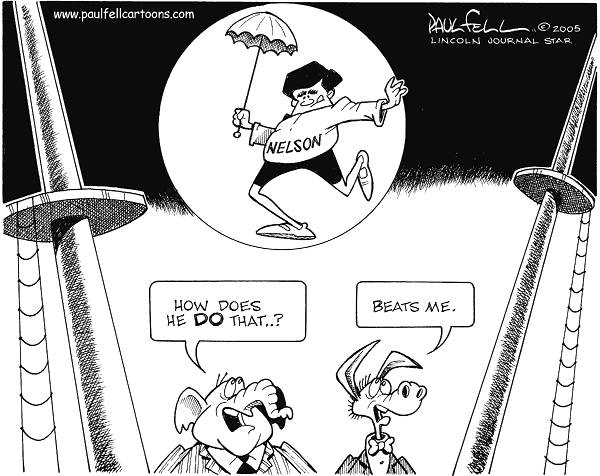 www.paulfellcartoons.com
PAUL FELL © 2005
LINCOLN JOURNAL STAR
NELSON
HOW DOES
HE DO THAT..?
BEATS ME.